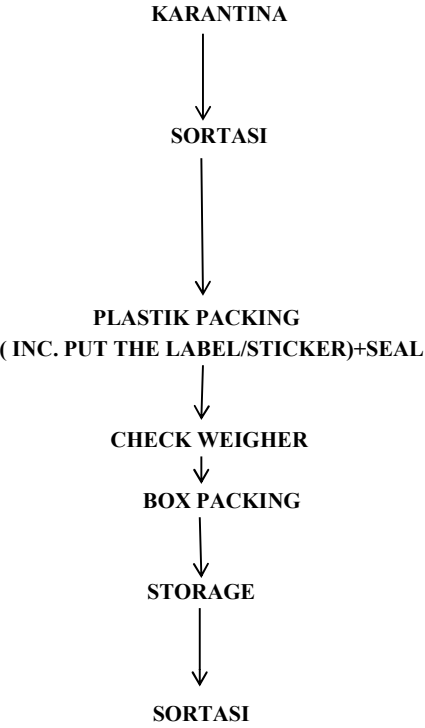 KARANTINA
SORTASI
PLASTIK PACKING
( INC. PUT THE LABEL/STICKER)+SEAL
CHECK WEIGHER
BOX PACKING
STORAGE
SORTASI